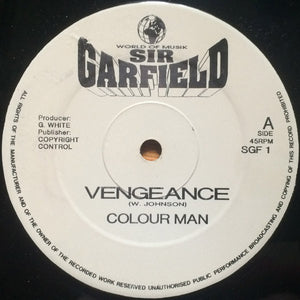 WORLD OF MUSIK
SIR
GARFIELD
Producer:
G. WHITE
Publisher:
COPYRIGHT
CONTROL
A
SIDE
45RPM
SGF 1
VENGEANCE
(W. JOHNSON)
COLOUR MAN
ALL RIGHTS OF THE MANUFACTURER AND OF THE OWNER OF THE RECORDED WORK RESERVED UNAUTHORISED PUBLIC PERFORMANCE BROADCASTING AND COPYING OF THIS RECORD PROHIBITED